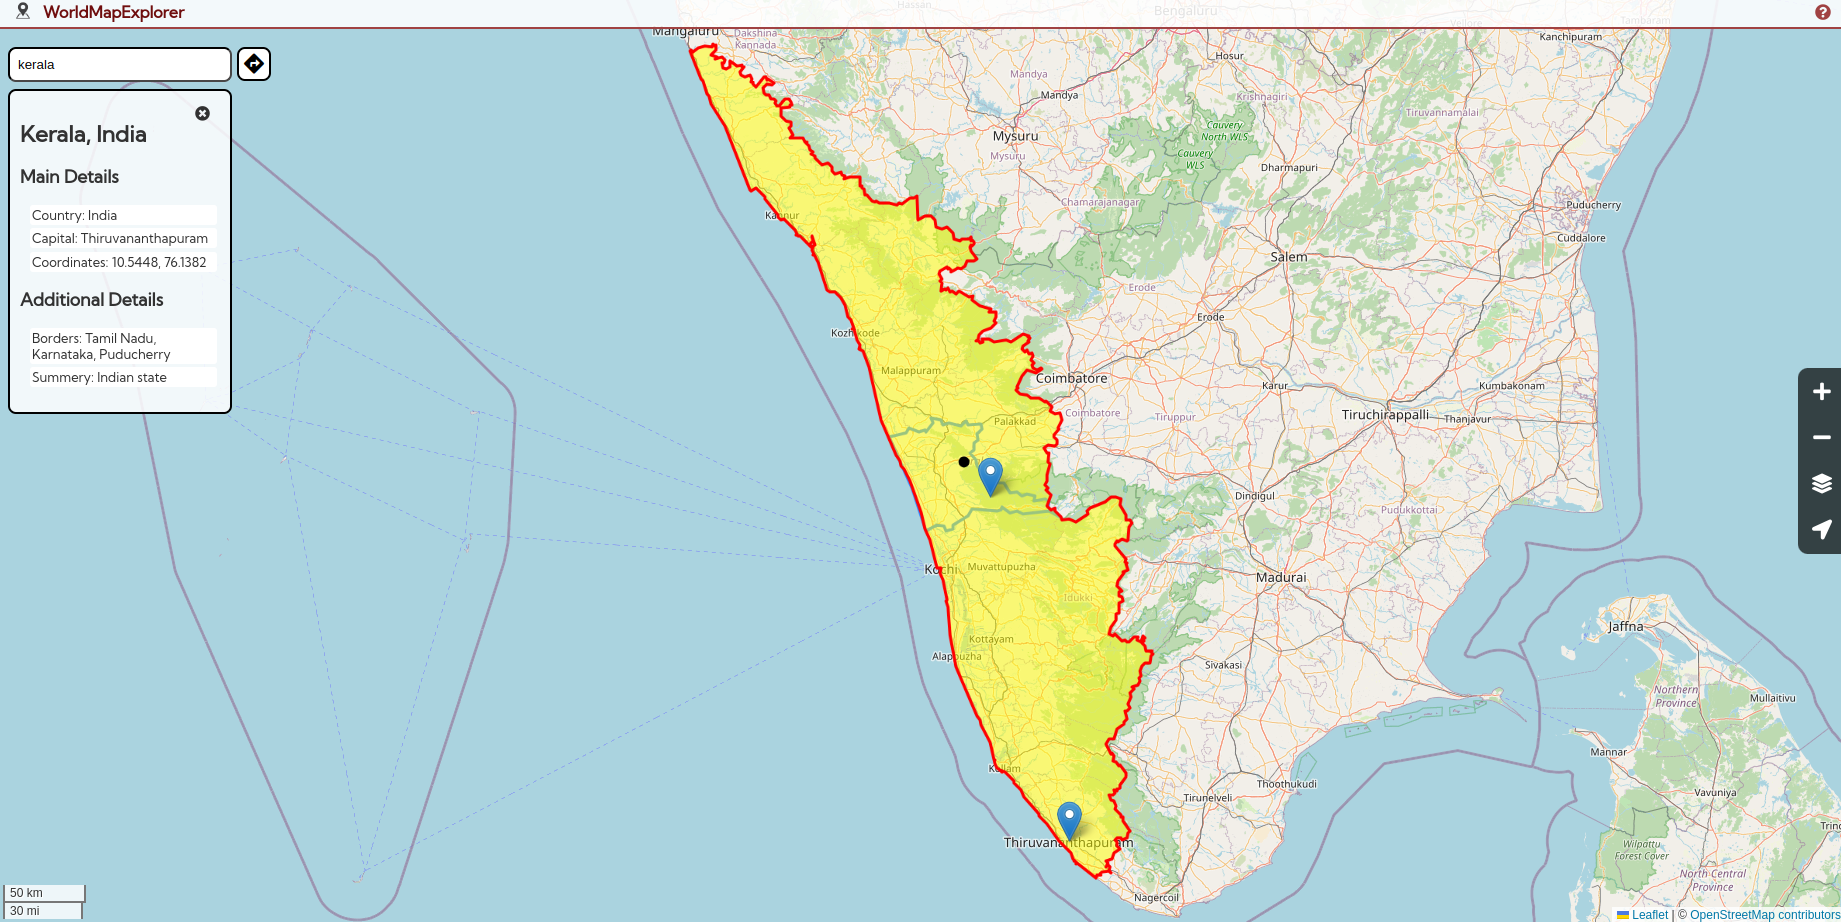 WorldMapExplorer
kerala
Kerala, India
Main Details
Country: India
Capital: Thiruvananthapuram
Coordinates: 10.5448, 76.1382
Additional Details
Borders: Tamil Nadu,
Karnataka, Puducherry
Summery: Indian state
Hassan
Bengaluru
Mangaluru
Dakshina
Kannada
Vellore
Tambaram
Kanchipuram
Hosur
Mandya
Mandya
Krishnagiri
Tiruvannamalai
Mysuru
Mysuru
Cauvery
North WLS
Cauvery
WLS
Dharmapuri
Chamarajanagar
Puducherry
Kannur
Cuddalore
Salem
Erode
Erode
Kozhikode
Malappuram
Coimbatore
Coimbatore
Karur
Kumbakonam
Tiruppur
Tiruchirappalli
Thanjavur
Palakkad
Dindigul
Pudukkottai
Kochi
Muvattupuzha
Madurai
Idukki
Jaffna
Kottayam
Alappuzha
Sivakasi
Northern
Province
Mullaitivu
Mannar
Kollam
Thoothukudi
Tirunelveli
Vavuniya
Trinc
Thiruvananthapuram
Wilpattu
Forest Cover
North Central
Province
Nagercoil
50 km
30 mi
Leaflet | © OpenStreetMap contributors